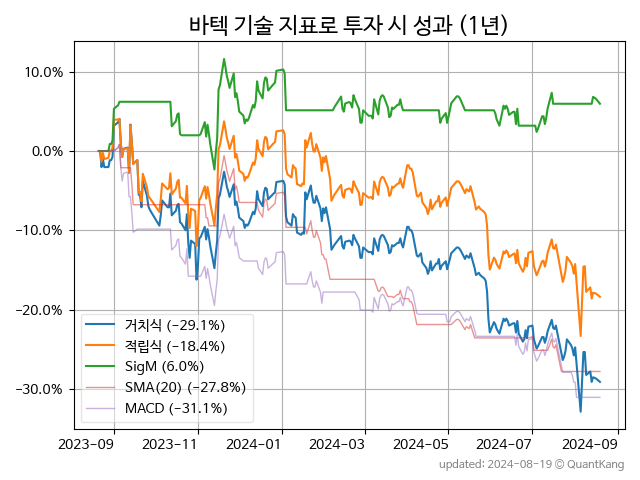 바텍 기술 지표로 투자 시 성과 (1년)
10.0%
0.0%
−10.0%
−20.0%
−30.0%
거치식 (−29.1%)
적립식 (−18.4%)
SigM (6.0%)
SMA(20) (−27.8%)
MACD (−31.1%)
2023-09 2023-11 2024-01 2024-03 2024-05 2024-07 2024-09
updated: 2024-08-19 © QuantKang